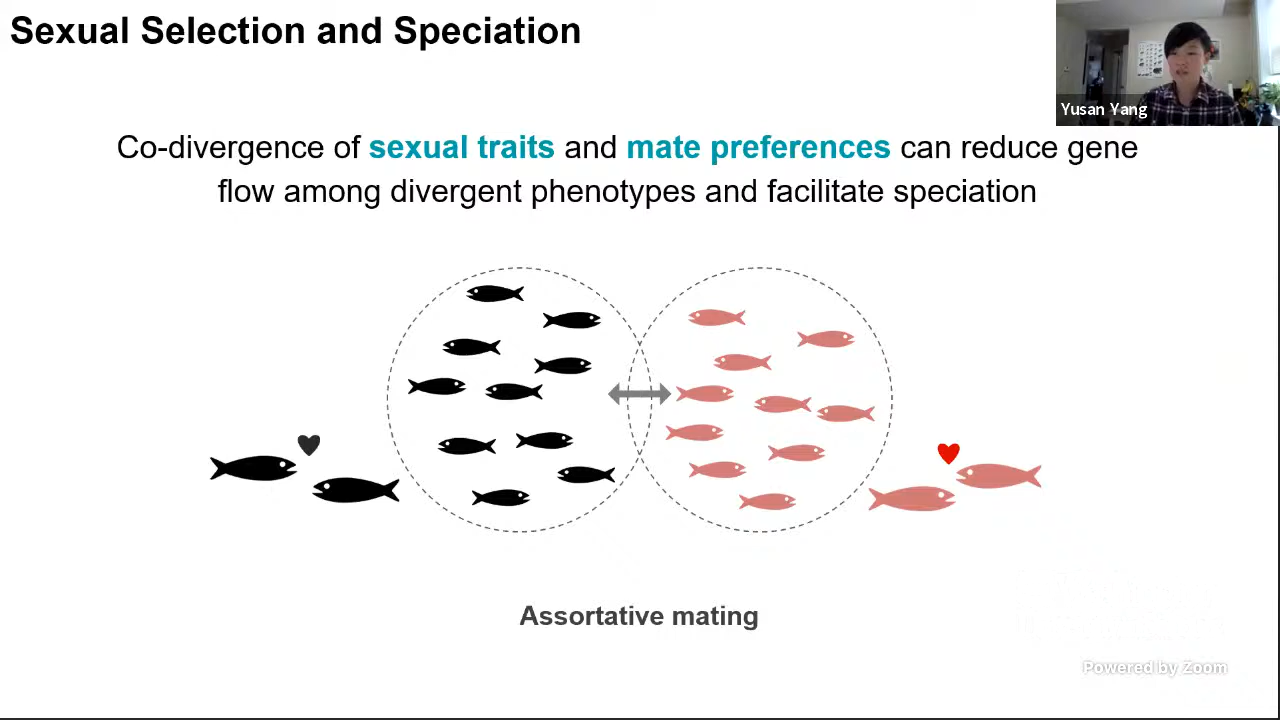 Sexual Selection and Speciation
Yusan Yang
Co-divergence of sexual traits and mate preferences can reduce gene
flow among divergent phenotypes and facilitate speciation
Assortative mating
Powered by Zoom